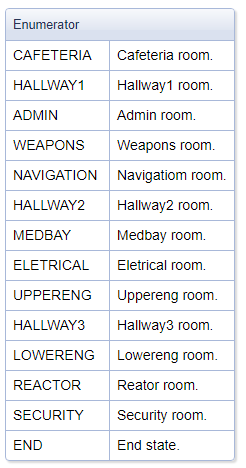 Enumerator
CAFETERIA Cafeteria room.
HALLWAY1 Hallway1 room.
ADMIN Admin room.
WEAPONS Weapons room.
NAVIGATION Navigatiom room.
HALLWAY2 Hallway2 room.
MEDBAY Medbay room.
ELETRICAL Eletrical room.
UPPERENG Uppereng room.
HALLWAY3 Hallway3 room.
LOWERENG Lowereng room.
REACTOR Reator room.
SECURITY Security room.
END End state.